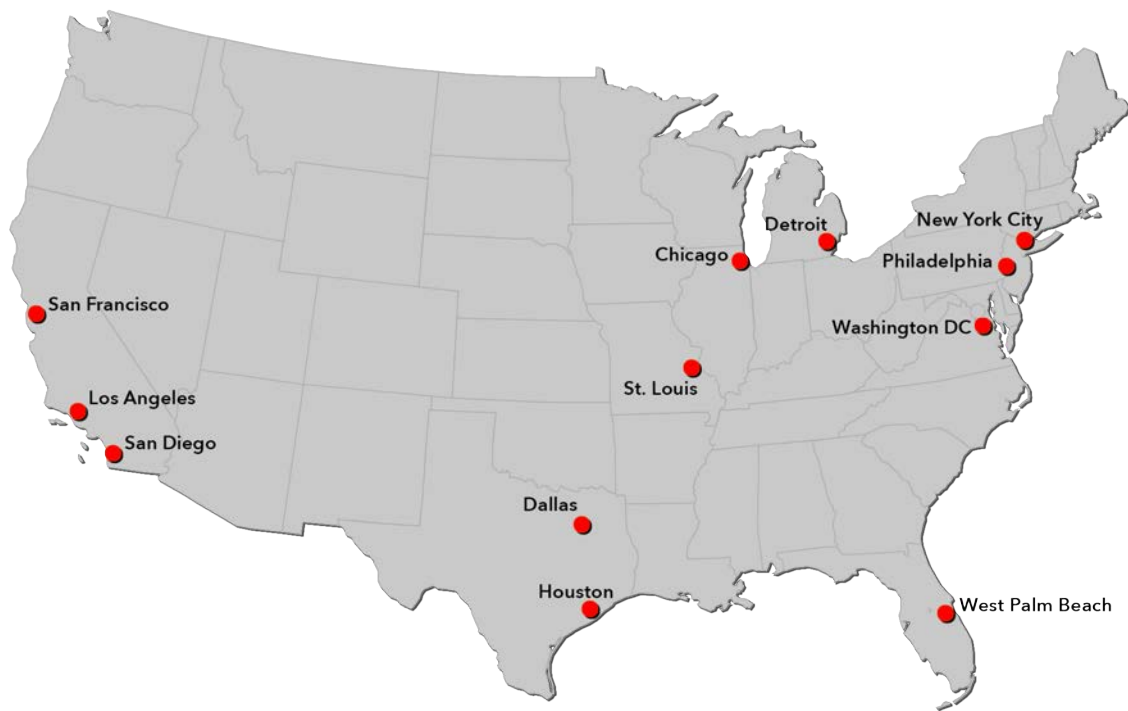 New York City
Detroit
Chicago
Philadelphia
San Francisco
Washington DC
St. Louis
Los Angeles
San Diego
Dallas
Houston
West Palm Beach